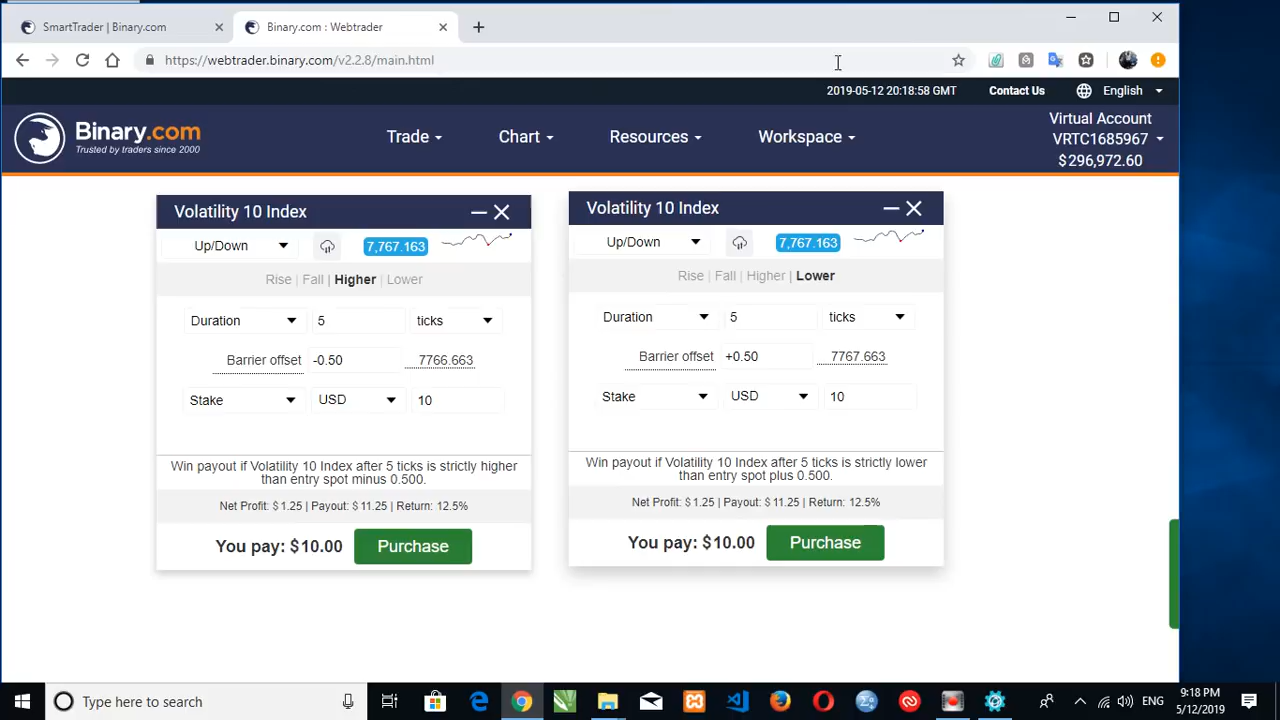 SmartTrader | Binary.com
Binary.com : Webtrader
https://webtrader.binary.com/v2.2.8/main.html
2019-05-12 20:18:58 GMT
Contact Us
English
Binary.com
Trusted by traders since 2000
Trade
Chart
Resources
Workspace
Virtual Account
VRTC1685967
$296,972.60
Volatility 10 Index
Up/Down
7,767.163
Rise | Fall | Higher | Lower
Duration 5 ticks
Barrier offset -0.50 7766.663
Stake USD 10
Win payout if Volatility 10 Index after 5 ticks is strictly higher
than entry spot minus 0.500.
Net Profit: $ 1.25 | Payout: $ 11.25 | Return: 12.5%
You pay: $10.00 Purchase
Volatility 10 Index
Up/Down
7,767.163
Rise | Fall | Higher | Lower
Duration 5 ticks
Barrier offset +0.50 7767.663
Stake USD 10
Win payout if Volatility 10 Index after 5 ticks is strictly lower
than entry spot plus 0.500.
Net Profit: $ 1.25 | Payout: $ 11.25 | Return: 12.5%
You pay: $10.00 Purchase
Type here to search
ENG
9:18 PM
5/12/2019